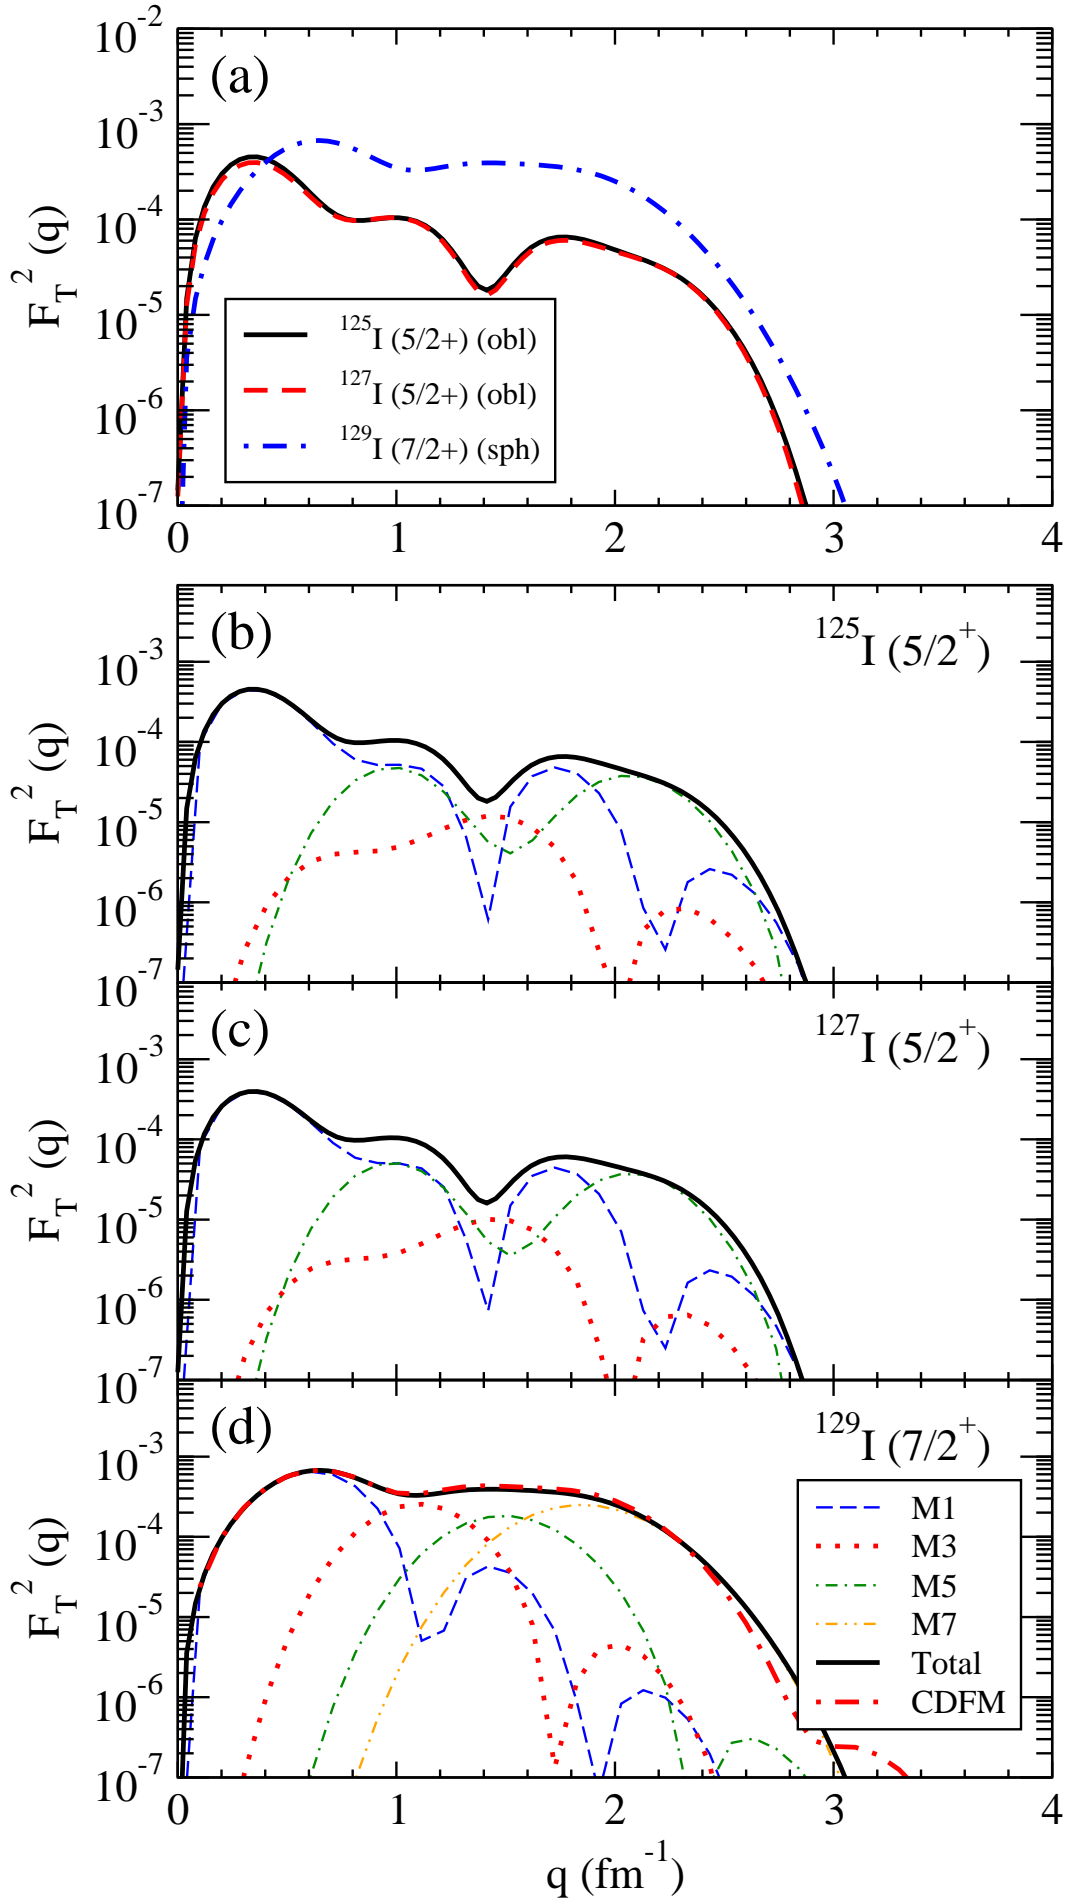 10^-2
(a)
10^-3
10^-4
10^-5
10^-6
10^-7
F_T^2 (q)
^125I (5/2+) (obl)
^127I (5/2+) (obl)
^129I (7/2+) (sph)
0 1 2 3 4
(b)
^125I (5/2^+)
10^-3
10^-4
10^-5
10^-6
10^-7
F_T^2 (q)
(c)
^127I (5/2^+)
10^-3
10^-4
10^-5
10^-6
10^-7
F_T^2 (q)
(d)
^129I (7/2^+)
10^-3
10^-4
10^-5
10^-6
10^-7
F_T^2 (q)
M1
M3
M5
M7
Total
CDFM
0 1 2 3 4
q (fm^-1)